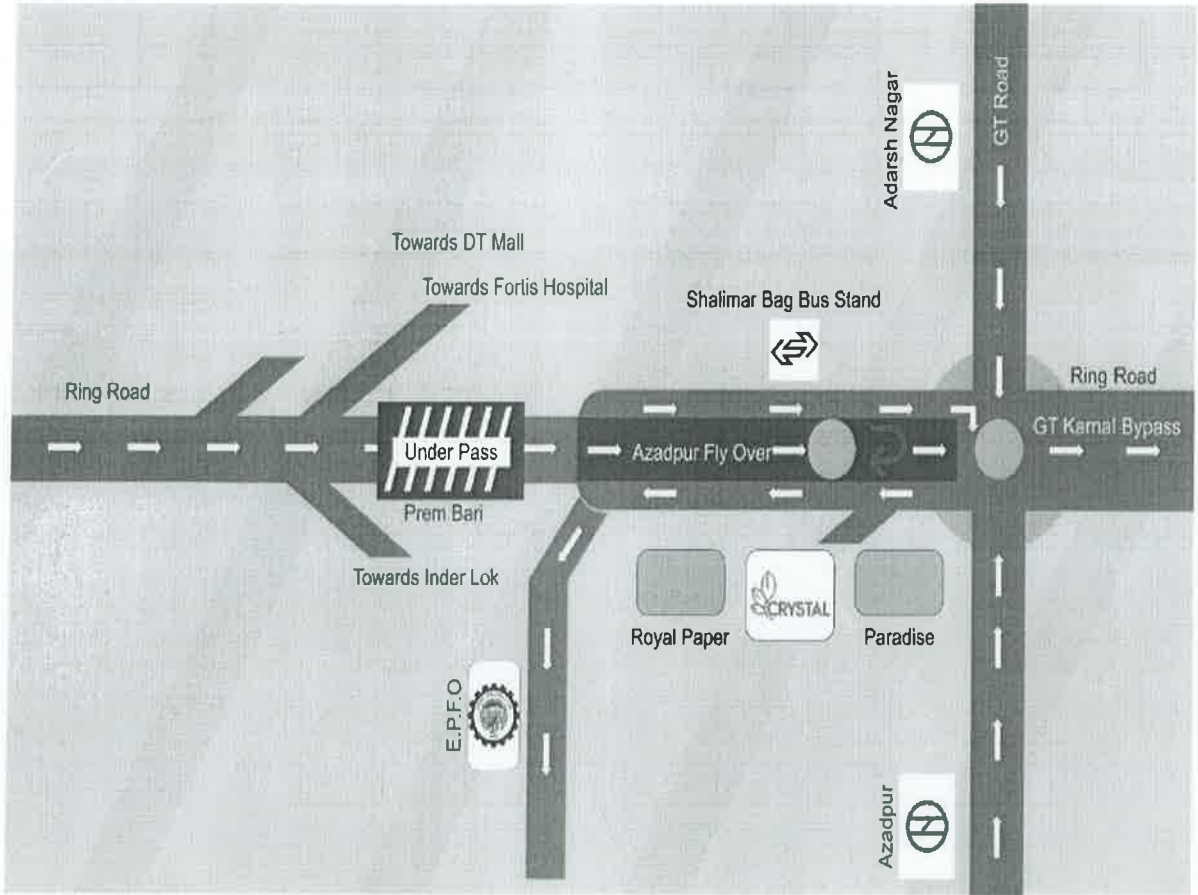 Adarsh Nagar
GT Road
Towards DT Mall
Towards Fortis Hospital
Shalimar Bag Bus Stand
Ring Road
Ring Road
GT Karnal Bypass
Under Pass
Azadpur Fly Over
Prem Bari
Towards Inder Lok
CRYSTAL
Royal Paper
Paradise
E.P.F.O
Azadpur